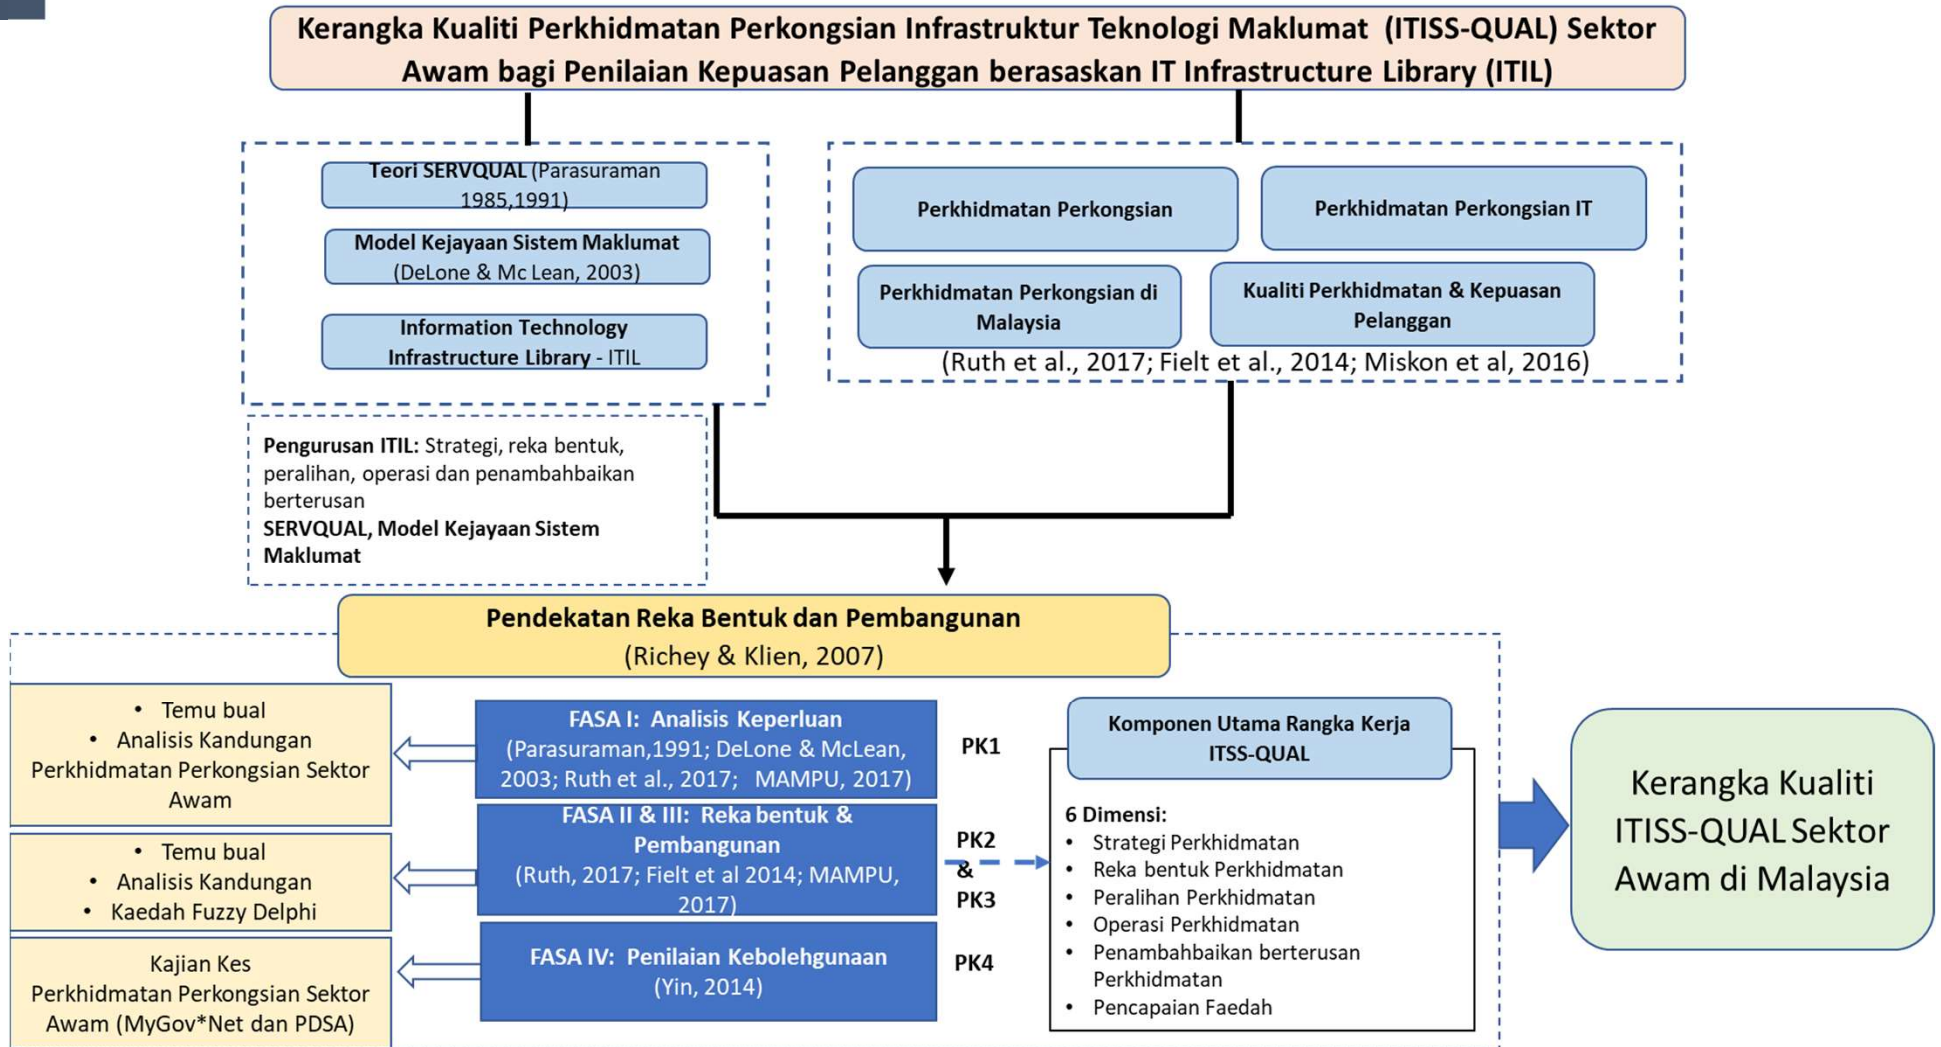 Kerangka Kualiti Perkhidmatan Perkongsian Infrastruktur Teknologi Maklumat (ITISS-QUAL) Sektor
Awam bagi Penilaian Kepuasan Pelanggan berasaskan IT Infrastructure Library (ITIL)
Teori SERVQUAL (Parasuraman
1985,1991)
Model Kejayaan Sistem Maklumat
(DeLone & Mc Lean, 2003)
Information Technology
Infrastructure Library - ITIL
Perkhidmatan Perkongsian
Perkhidmatan Perkongsian IT
Perkhidmatan Perkongsian di
Malaysia
Kualiti Perkhidmatan & Kepuasan
Pelanggan
(Ruth et al., 2017; Fielt et al., 2014; Miskon et al, 2016)
Pengurusan ITIL: Strategi, reka bentuk,
peralihan, operasi dan penambahbaikan
berterusan
SERVQUAL, Model Kejayaan Sistem
Maklumat
Pendekatan Reka Bentuk dan Pembangunan
(Richey & Klien, 2007)
• Temu bual
• Analisis Kandungan
Perkhidmatan Perkongsian Sektor
Awam
FASA I: Analisis Keperluan
(Parasuraman,1991; DeLone & McLean,
2003; Ruth et al., 2017; MAMPU, 2017)
PK1
• Temu bual
• Analisis Kandungan
• Kaedah Fuzzy Delphi
FASA II & III: Reka bentuk &
Pembangunan
(Ruth, 2017; Fielt et al 2014; MAMPU,
2017)
PK2
&
PK3
Kajian Kes
Perkhidmatan Perkongsian Sektor
Awam (MyGov*Net dan PDSA)
FASA IV: Penilaian Kebolehgunaan
(Yin, 2014)
PK4
Komponen Utama Rangka Kerja
ITSS-QUAL
6 Dimensi:
• Strategi Perkhidmatan
• Reka bentuk Perkhidmatan
• Peralihan Perkhidmatan
• Operasi Perkhidmatan
• Penambahbaikan berterusan
Perkhidmatan
• Pencapaian Faedah
Kerangka Kualiti
ITISS-QUAL Sektor
Awam di Malaysia